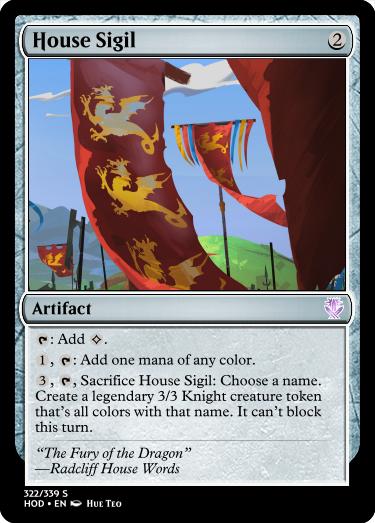 House Sigil 2
Artifact
: Add .
1, : Add one mana of any color.
3, , Sacrifice House Sigil: Choose a name.
Create a legendary 3/3 Knight creature token
that's all colors with that name. It can't block
this turn.
"The Fury of the Dragon"
—Radcliff House Words
322/339 S
HOD • EN Hue Teo